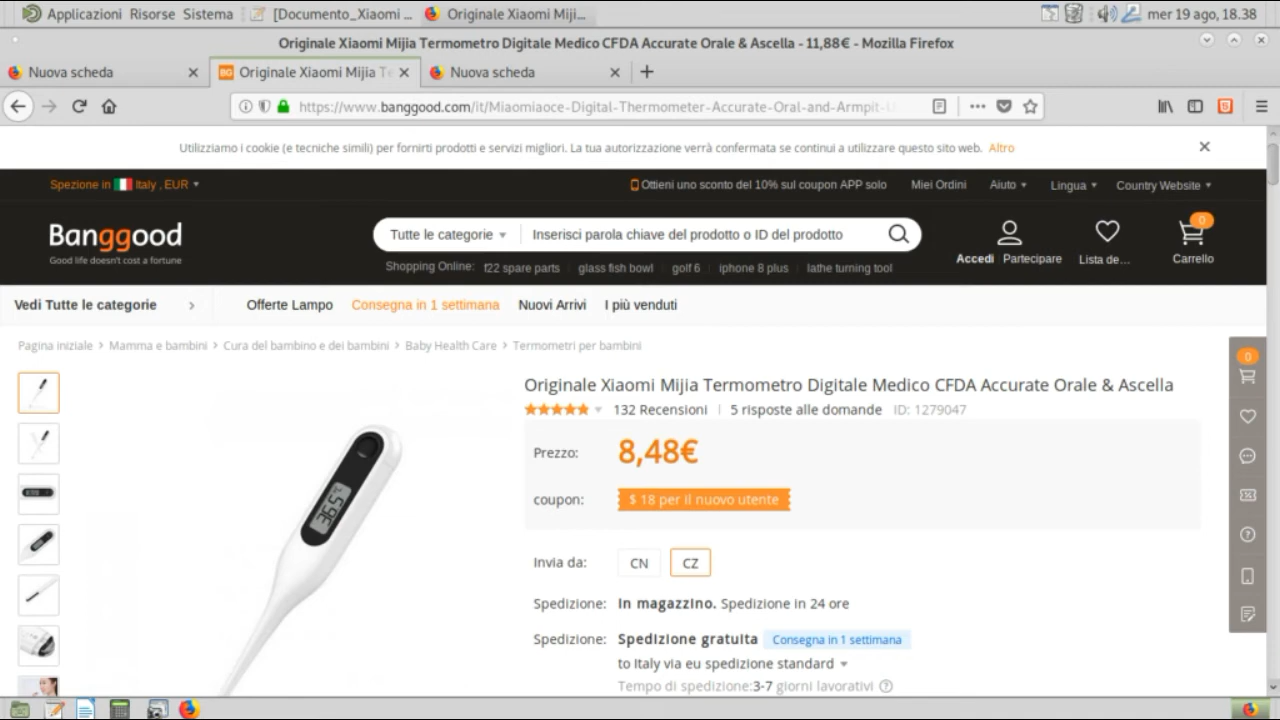 Applicazioni Risorse Sistema [Documento_Xiaomi ... Originale Xiaomi Miji... mer 19 ago, 18.38
Originale Xiaomi Mijia Termometro Digitale Medico CFDA Accurate Orale & Ascella - 11,88€ - Mozilla Firefox
Nuova scheda BG Originale Xiaomi Mijia T Nuova scheda
https://www.banggood.com/it/Miaomiaoce-Digital-Thermometer-Accurate-Oral-and-Armpit-U
Utilizziamo i cookie (e tecniche simili) per fornirti prodotti e servizi migliori. La tua autorizzazione verrà confermata se continui a utilizzare questo sito web. Altro
Spezione in Italy , EUR Ottieni uno sconto del 10% sul coupon APP solo Miei Ordini Aiuto Lingua Country Website
Banggood
Good life doesn't cost a fortune
Tutte le categorie Inserisci parola chiave del prodotto o ID del prodotto
0
Accedi Partecipare Lista de... Carrello
Shopping Online: f22 spare parts glass fish bowl golf 6 iphone 8 plus lathe turning tool
Vedi Tutte le categorie > Offerte Lampo Consegna in 1 settimana Nuovi Arrivi I più venduti
Pagina iniziale > Mamma e bambini > Cura del bambino e dei bambini > Baby Health Care > Termometri per bambini
0
Originale Xiaomi Mijia Termometro Digitale Medico CFDA Accurate Orale & Ascella
132 Recensioni | 5 risposte alle domande ID: 1279047
Prezzo: 8,48€
coupon: $ 18 per il nuovo utente
36.5°C
Invia da: CN CZ
Spedizione: In magazzino. Spedizione in 24 ore
Spedizione: Spedizione gratuita Consegna in 1 settimana
to Italy via eu spedizione standard
Tempo di spedizione:3-7 giorni lavorativi